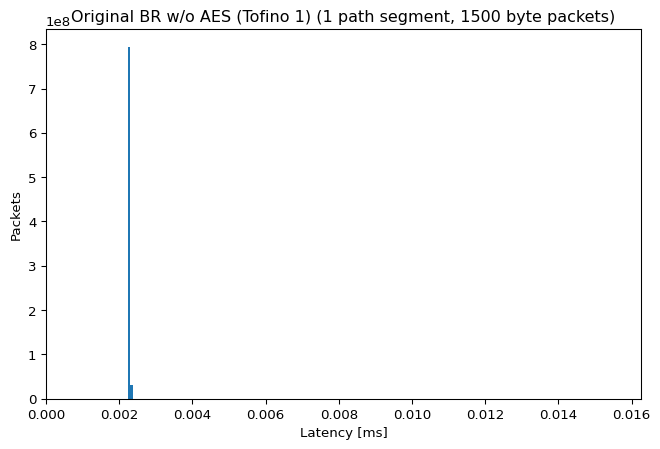 Original BR w/o AES (Tofino 1) (1 path segment, 1500 byte packets)
1e8
8
7
6
5
4
3
2
1
0
Packets
0.000 0.002 0.004 0.006 0.008 0.010 0.012 0.014 0.016
Latency [ms]